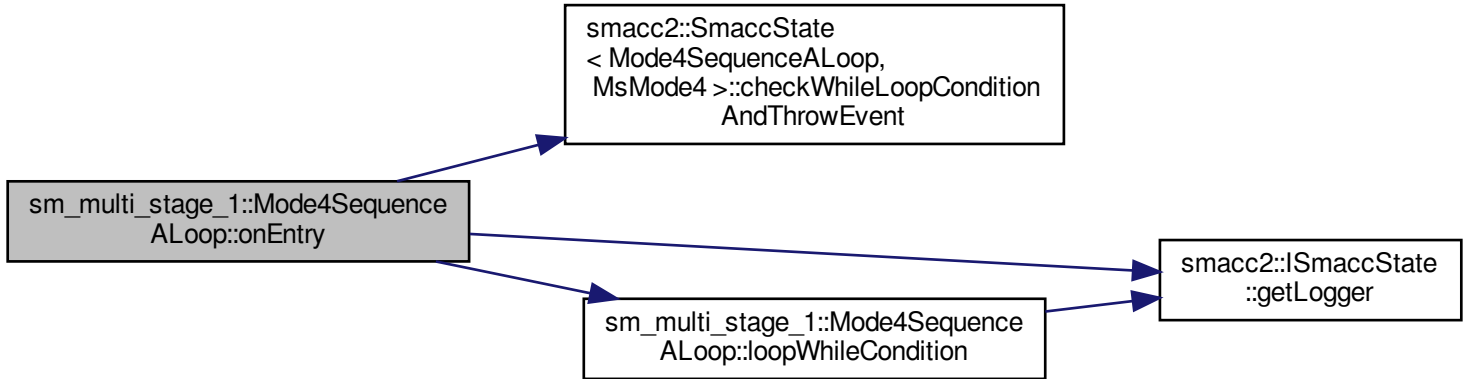 smacc2::SmaccState
< Mode4SequenceALoop,
MsMode4 >::checkWhileLoopCondition
AndThrowEvent
sm_multi_stage_1::Mode4Sequence
ALoop::onEntry
smacc2::ISmaccState
::getLogger
sm_multi_stage_1::Mode4Sequence
ALoop::loopWhileCondition